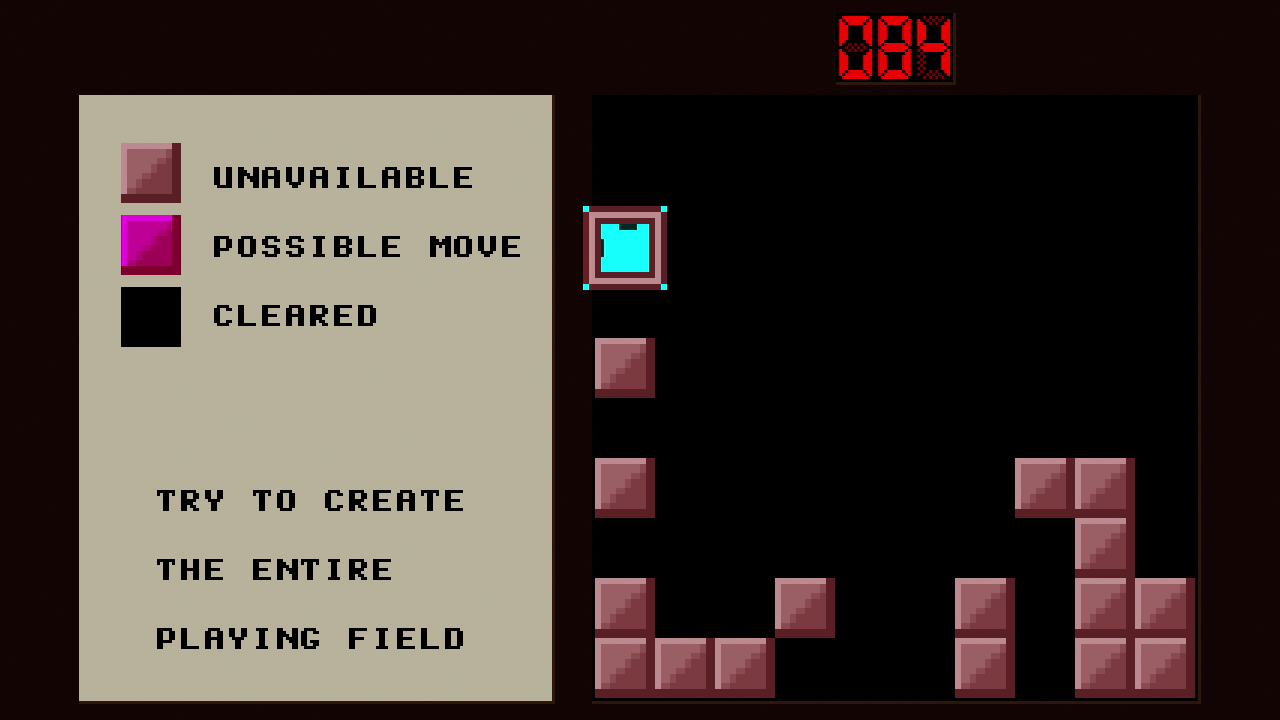 084
UNAVAILABLE
POSSIBLE MOVE
CLEARED
TRY TO CREATE
THE ENTIRE
PLAYING FIELD